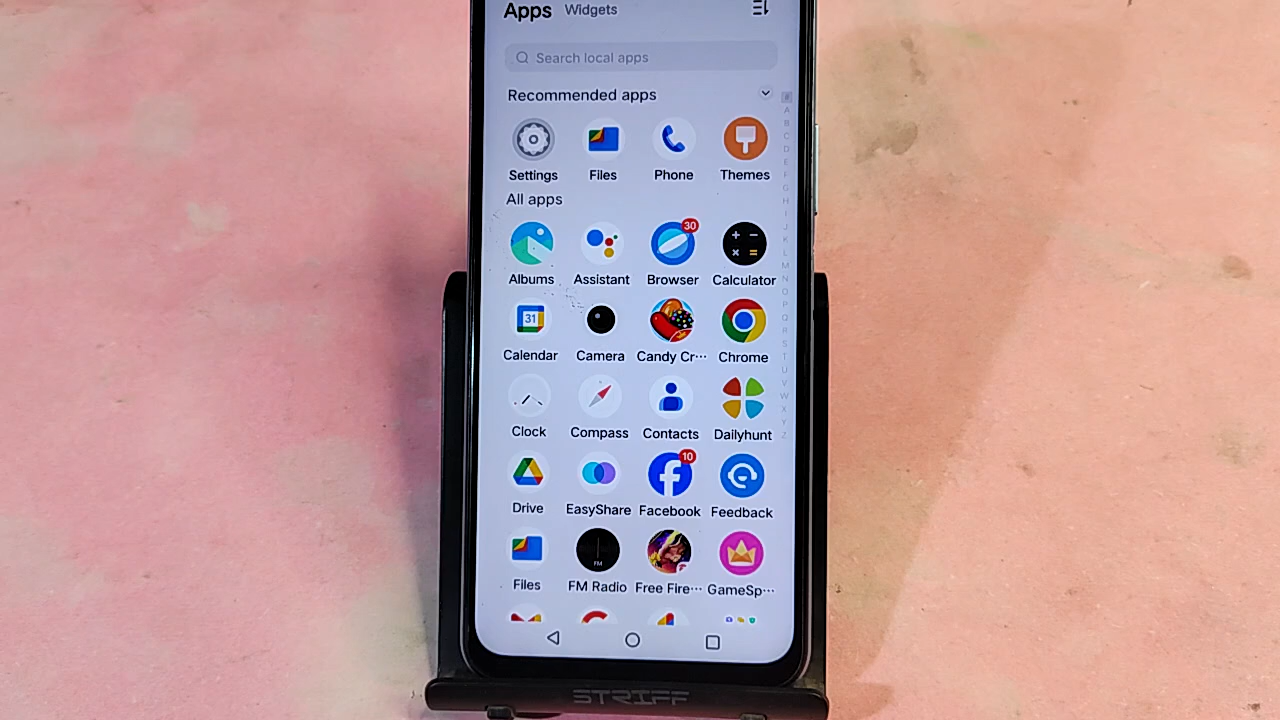 Apps Widgets
Search local apps
Recommended apps
Settings Files Phone Themes
All apps
30
Albums Assistant Browser Calculator
31
Calendar Camera Candy Cr··· Chrome
Clock Compass Contacts Dailyhunt
10
Drive EasyShare Facebook Feedback
FM
Files FM Radio Free Fire··· GameSp···
#
A
B
C
D
E
F
G
H
I
J
K
L
M
N
O
P
Q
R
S
T
U
V
W
X
Y
Z
STRIFF